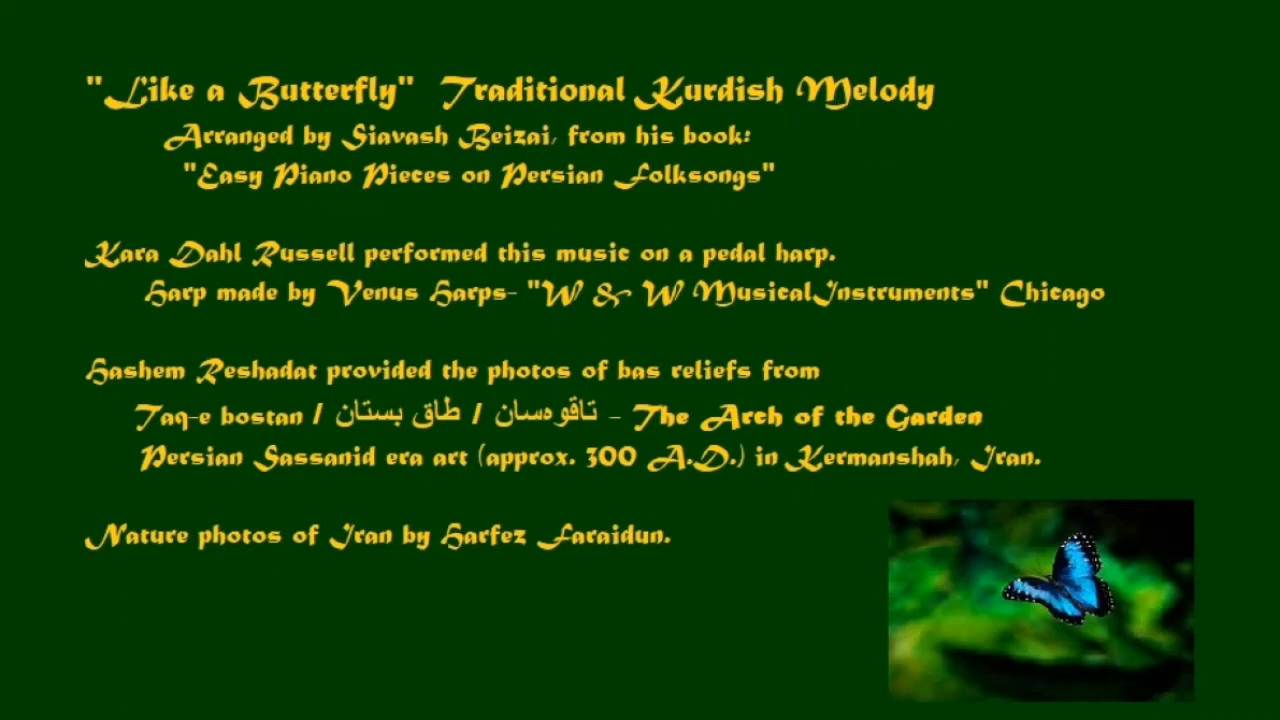 "Like a Butterfly" Traditional Kurdish Melody
Arranged by Siavash Beizai, from his book:
"Easy Piano Pieces on Persian Folksongs"
Kara Dahl Russell performed this music on a pedal harp.
Harp made by Venus Harps- "W & W MusicalInstruments" Chicago
Hashem Reshadat provided the photos of bas reliefs from
Taq-e bostan / طاق بستان / تاقوەسان - The Arch of the Garden
Persian Sassanid era art (approx. 300 A.D.) in Kermanshah, Iran.
Nature photos of Iran by Harfez Faraidun.